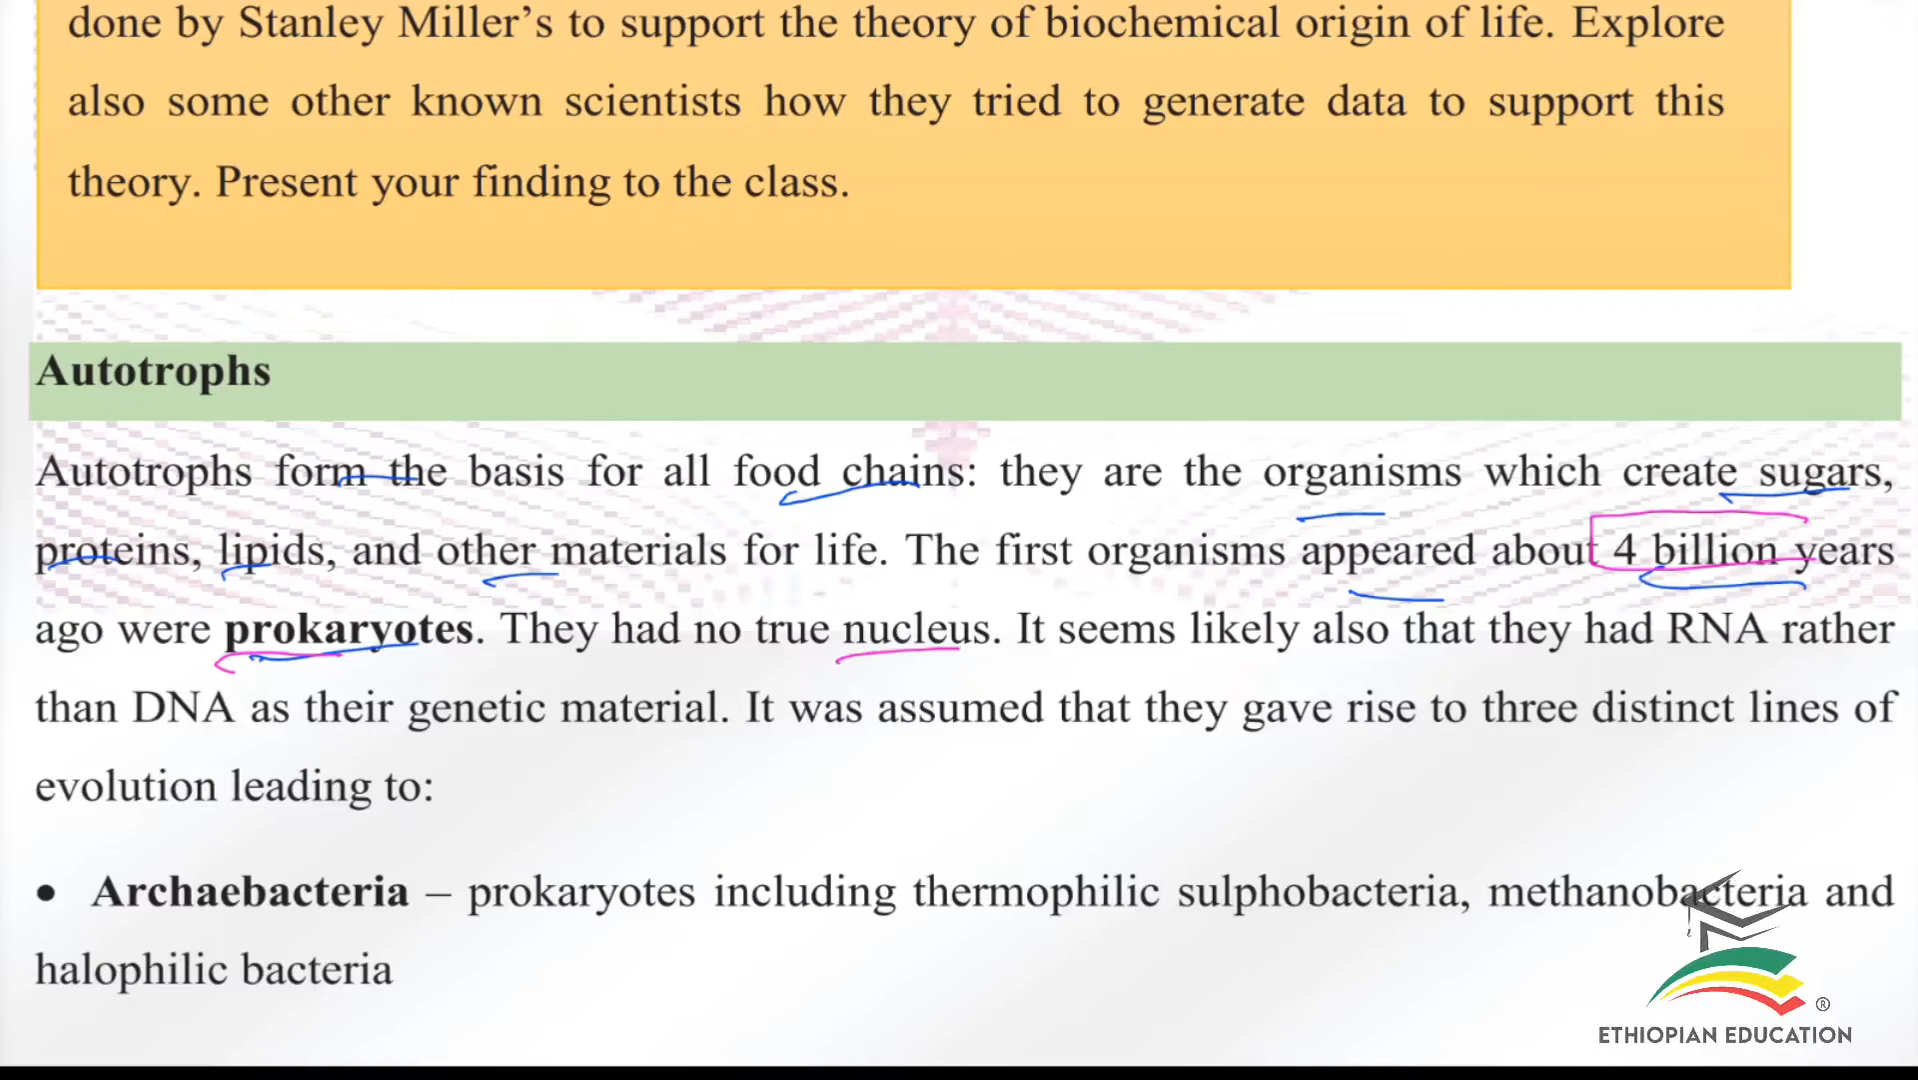 done by Stanley Miller’s to support the theory of biochemical origin of life. Explore
also some other known scientists how they tried to generate data to support this
theory. Present your finding to the class.
Autotrophs
Autotrophs form the basis for all food chains: they are the organisms which create sugars,
proteins, lipids, and other materials for life. The first organisms appeared about 4 billion years
ago were prokaryotes. They had no true nucleus. It seems likely also that they had RNA rather
than DNA as their genetic material. It was assumed that they gave rise to three distinct lines of
evolution leading to:
• Archaebacteria – prokaryotes including thermophilic sulphobacteria, methanobacteria and
halophilic bacteria
®
ETHIOPIAN EDUCATION